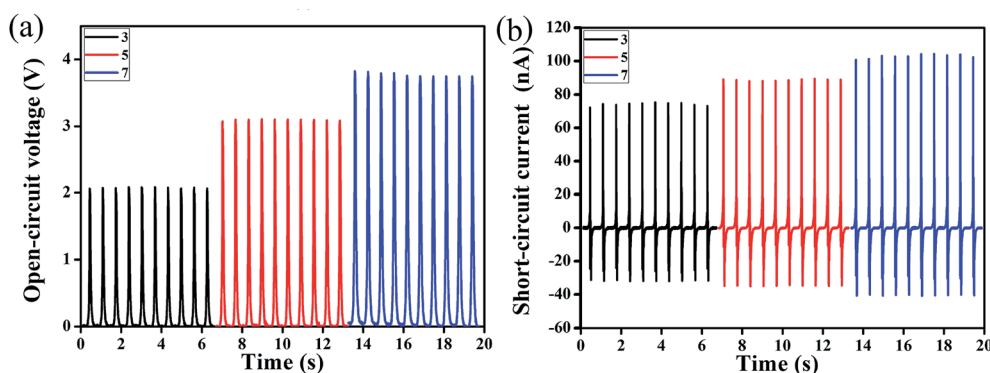 (a)
3
5
7
Open-circuit voltage (V)
4
3
2
1
0
0 2 4 6 8 10 12 14 16 18 20
Time (s)
(b)
3
5
7
Short-circuit current (nA)
120
100
80
60
40
20
0
-20
-40
-60
0 2 4 6 8 10 12 14 16 18 20
Time (s)